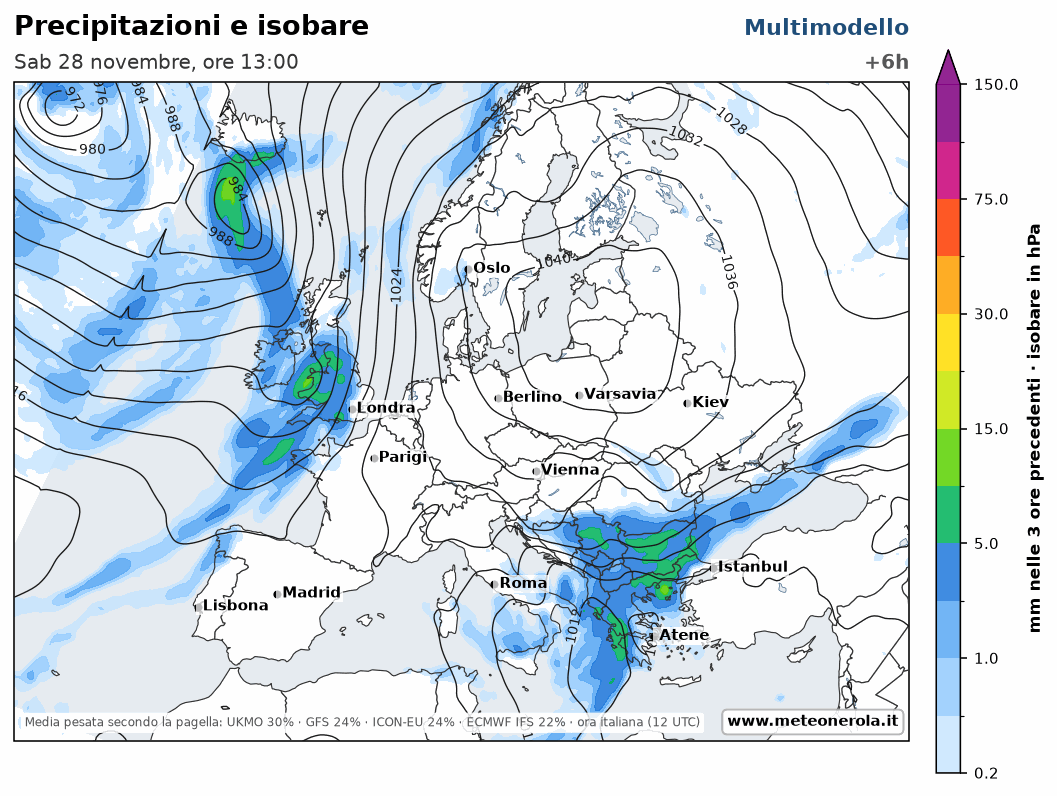 Precipitazioni e isobare
Multimodello
Sab 28 novembre, ore 13:00
+6h
972
976
984
988
980
984
988
1024
1028
1032
1036
1040
16
1012
Oslo
Londra
Berlino
Varsavia
Kiev
Parigi
Vienna
Roma
Istanbul
Madrid
Lisbona
Atene
Media pesata secondo la pagella: UKMO 30% · GFS 24% · ICON-EU 24% · ECMWF IFS 22% · ora italiana (12 UTC)
www.meteonerola.it
150.0
75.0
30.0
15.0
5.0
1.0
0.2
mm nelle 3 ore precedenti · isobare in hPa